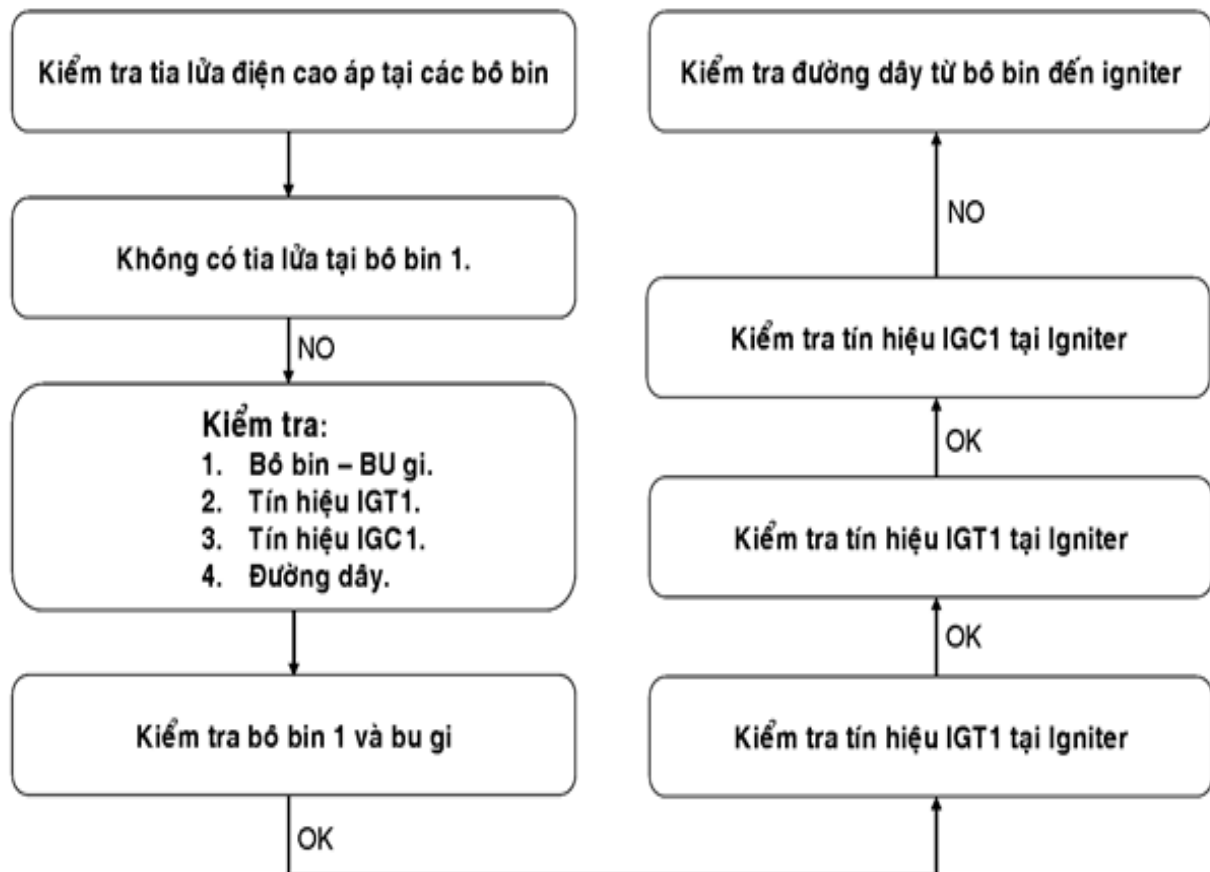 Kiểm tra tia lửa điện cao áp tại các bô bin
Không có tia lửa tại bô bin 1.
NO
Kiểm tra:
1. Bô bin – BU gi.
2. Tín hiệu IGT1.
3. Tín hiệu IGC1.
4. Đường dây.
Kiểm tra bô bin 1 và bu gi
OK
Kiểm tra tín hiệu IGT1 tại Igniter
OK
Kiểm tra tín hiệu IGT1 tại Igniter
OK
Kiểm tra tín hiệu IGC1 tại Igniter
NO
Kiểm tra đường dây từ bô bin đến igniter